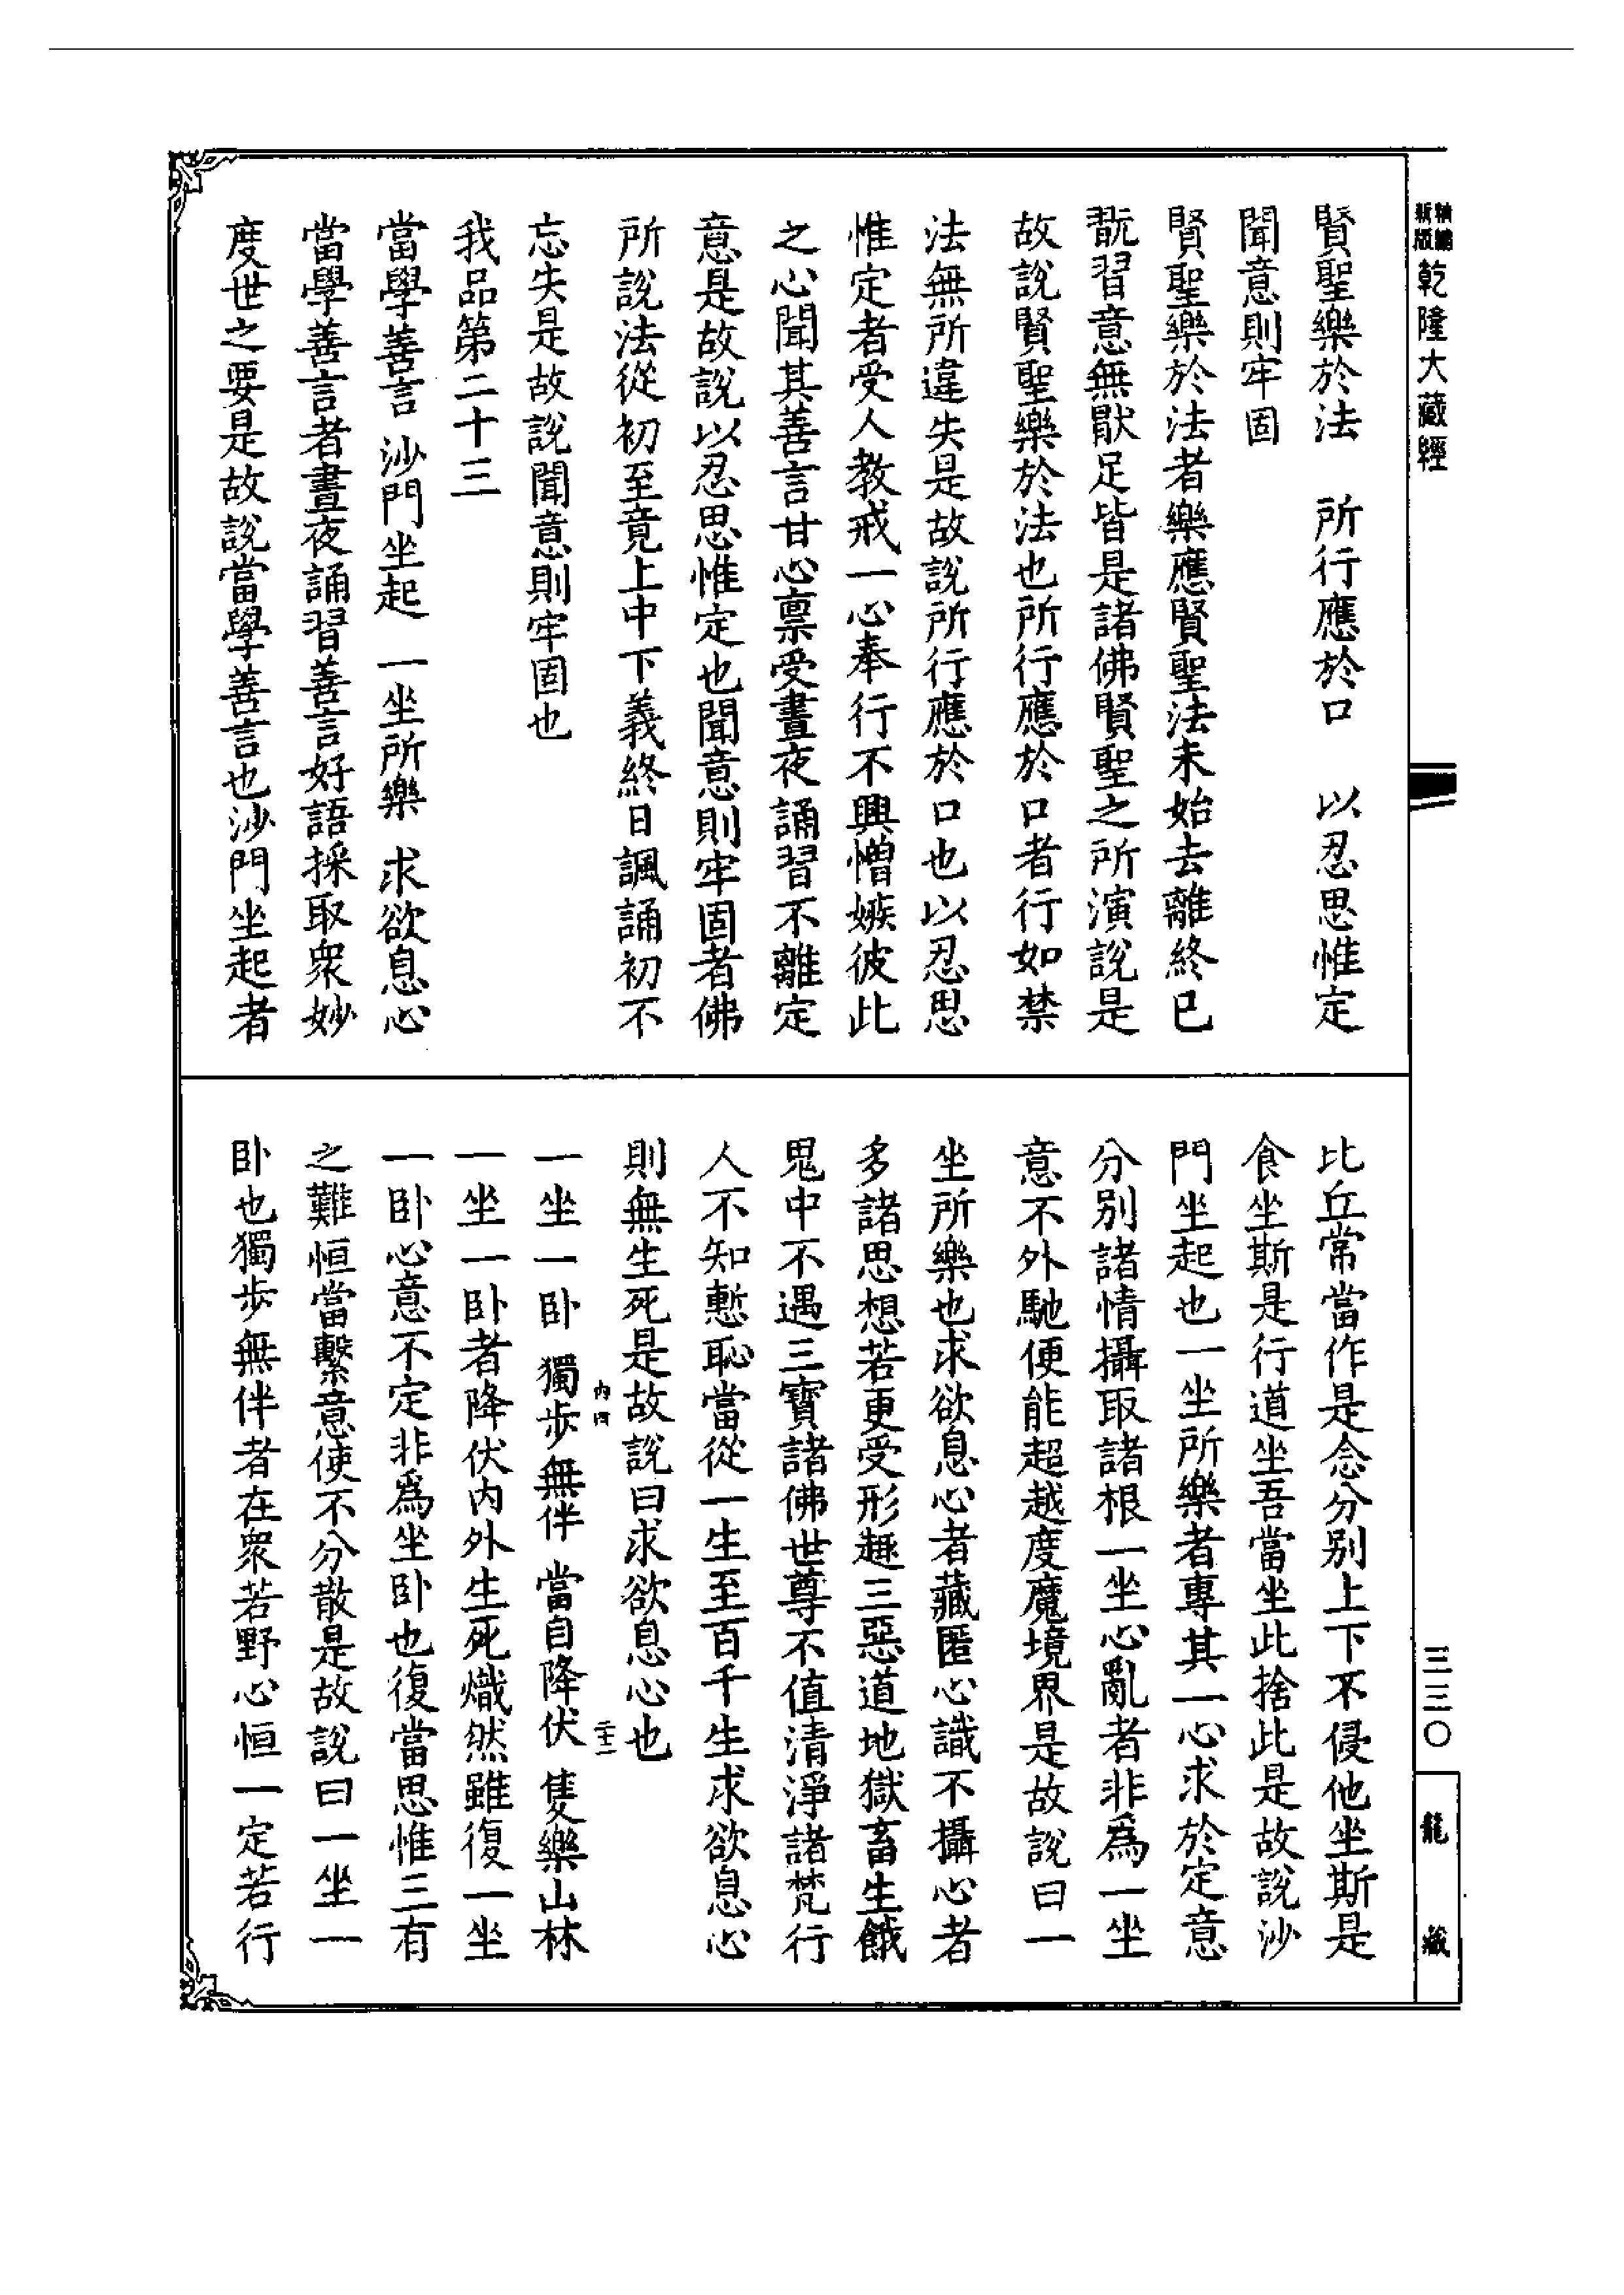 新版
乾隆大藏經
賢聖樂於法　所行應於口　以忍思惟定
聞意則牢固
賢聖樂於法者樂應賢聖法未始去離終已
翫習意無猒足皆是諸佛賢聖之所演說是
故說賢聖樂於法也所行應於口者行如禁
法無所違失是故說所行應於口也以忍思
惟定者受人教戒一心奉行不興憎嫉彼此
之心聞其善言甘心禀受晝夜誦習不離定
意是故說以忍思惟定也聞意則牢固者佛
所說法從初至竟上中下義終日諷誦初不
忘失是故說聞意則牢固也
我品第二十三
當學善言　沙門坐起　一坐所樂　求欲息心
當學善言者晝夜誦習善言好語採取衆妙
度世之要是故說當學善言也沙門坐起者
比丘常當作是念分别上下不侵他坐斯是
食坐斯是行道坐吾當坐此捨此是故說沙
門坐起也一坐所樂者專其一心求於定意
分别諸情攝取諸根一坐心亂者非爲一坐
意不外馳便能超越度魔境界是故說曰一
坐所樂也求欲息心者藏匿心識不攝心者
多諸思想若更受形趣三惡道地獄畜生餓
鬼中不遇三寶諸佛世尊不值清淨諸梵行
人不知慙恥當從一生至百千生求欲息心
則無生死是故說曰求欲息心也
一坐一卧　獨步無伴　當自降伏　隻樂山林
一坐一卧者降伏内外生死熾然雖復一坐
一卧心意不定非爲坐卧也復當思惟三有
之難恒當繫意使不分散是故說曰一坐一
卧也獨步無伴者在衆若野心恒一定若行
三三〇
龍藏